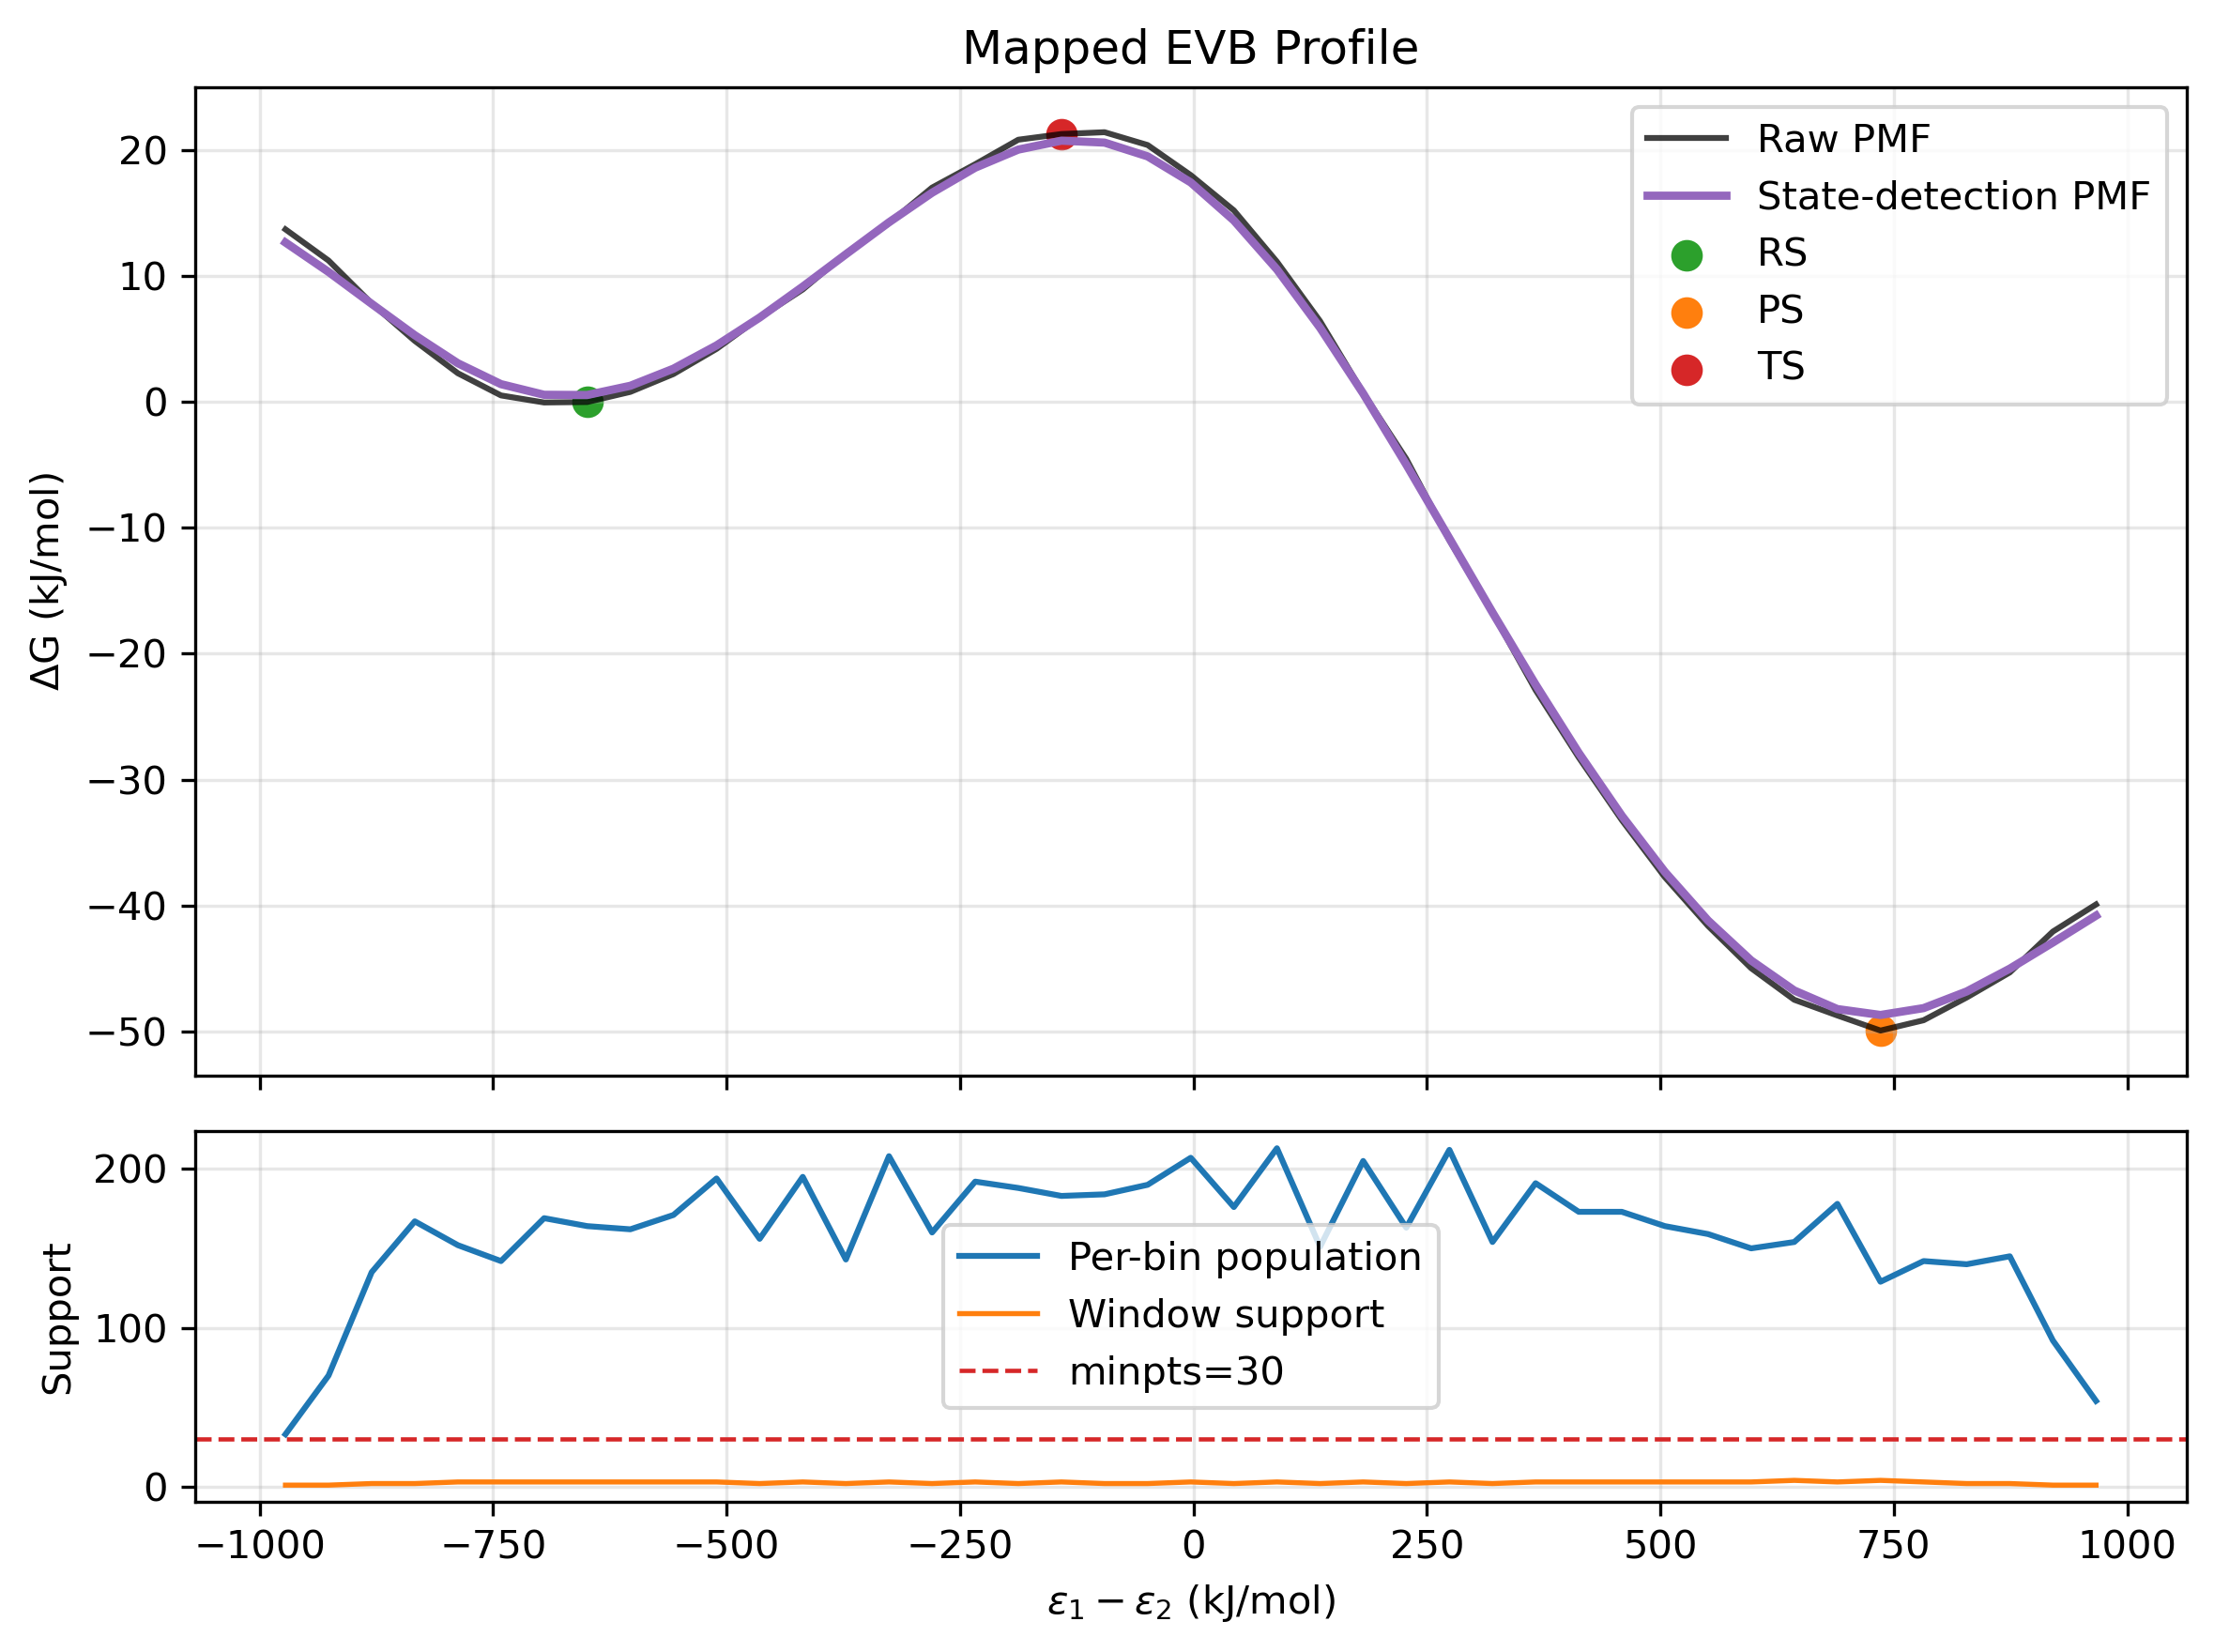 Mapped EVB Profile
ΔG (kJ/mol)
20
10
0
−10
−20
−30
−40
−50
Raw PMF
State-detection PMF
RS
PS
TS
Support
200
100
0
Per-bin population
Window support
minpts=30
−1000 −750 −500 −250 0 250 500 750 1000
ε₁ − ε₂ (kJ/mol)